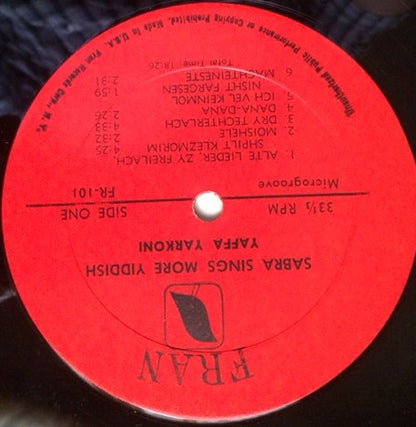 FRAN
SABRA SINGS MORE YIDDISH
YAFFA YARKONI
33⅓ RPM SIDE ONE
Microgroove FR-101
1. ALTE LIEDER, ZY FREILACH,
SHPILT KLEZMORIM 4:25
2. MOISHELE 2:32
3. DRY TECHTERLACH 4:33
4. DANA-DANA 2:26
5. ICH VEL KEINMOL
NISHT FARGESEN 1:59
6. MACHTEINESTE 2:31
Total Time: 18:26
Unauthorized Public Performance or Copying Prohibited. Made in U.S.A. Fran Records Corp., N. Y.